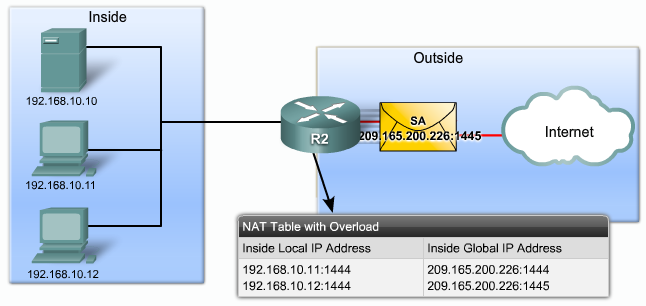 Inside
192.168.10.10
192.168.10.11
192.168.10.12
Outside
R2
SA
209.165.200.226:1445
Internet
NAT Table with Overload
Inside Local IP Address
Inside Global IP Address
192.168.10.11:1444
209.165.200.226:1444
192.168.10.12:1444
209.165.200.226:1445